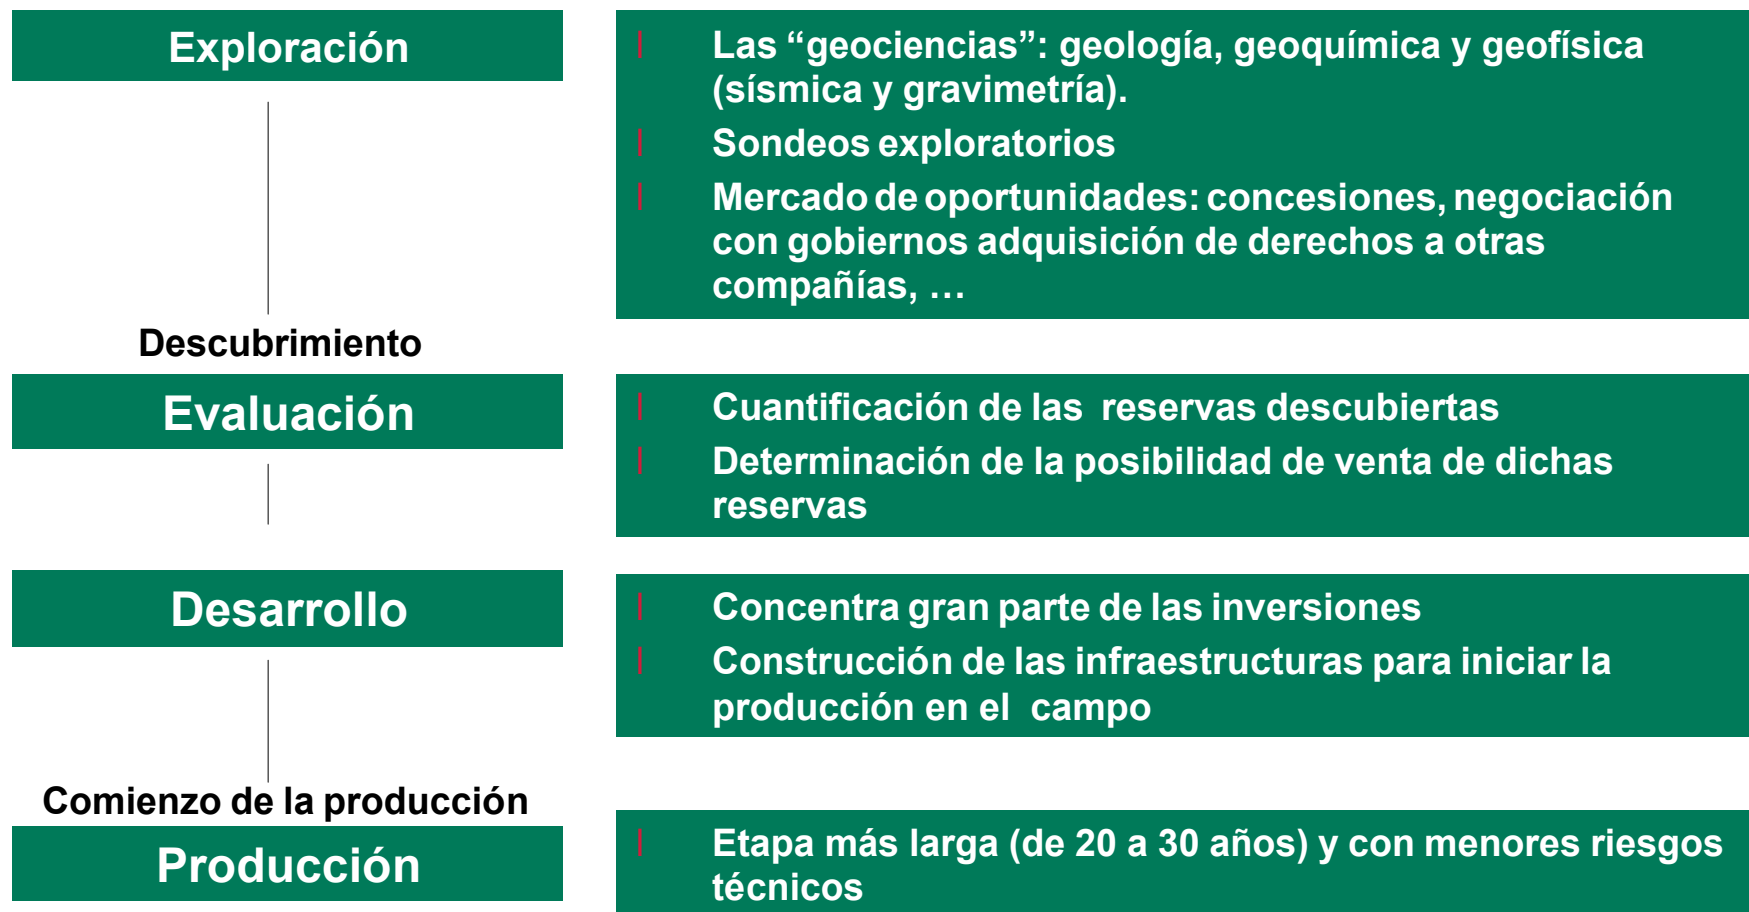 Exploración
Las “geociencias”: geología, geoquímica y geofísica
(sísmica y gravimetría).
Sondeos exploratorios
Mercado de oportunidades: concesiones, negociación
con gobiernos adquisición de derechos a otras
compañías, …
Descubrimiento
Evaluación
Cuantificación de las reservas descubiertas
Determinación de la posibilidad de venta de dichas
reservas
Desarrollo
Concentra gran parte de las inversiones
Construcción de las infraestructuras para iniciar la
producción en el campo
Comienzo de la producción
Producción
Etapa más larga (de 20 a 30 años) y con menores riesgos
técnicos